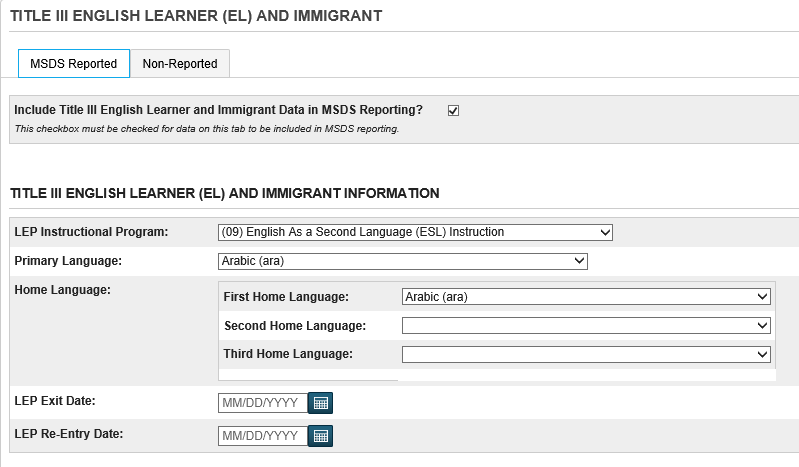 TITLE III ENGLISH LEARNER (EL) AND IMMIGRANT
MSDS Reported Non-Reported
Include Title III English Learner and Immigrant Data in MSDS Reporting?
This checkbox must be checked for data on this tab to be included in MSDS reporting.
TITLE III ENGLISH LEARNER (EL) AND IMMIGRANT INFORMATION
LEP Instructional Program: (09) English As a Second Language (ESL) Instruction
Primary Language: Arabic (ara)
Home Language:
First Home Language: Arabic (ara)
Second Home Language:
Third Home Language:
LEP Exit Date: MM/DD/YYYY
LEP Re-Entry Date: MM/DD/YYYY